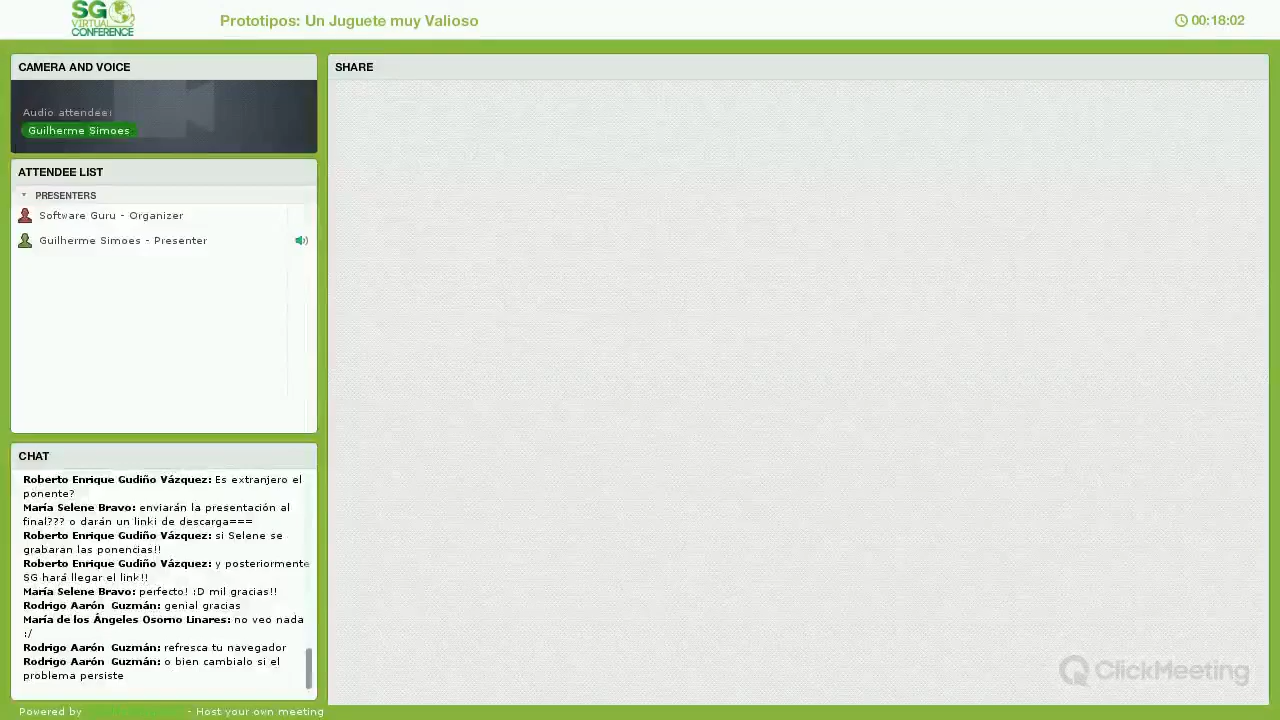 SG
VIRTUAL
CONFERENCE
Prototipos: Un Juguete muy Valioso
00:18:02
CAMERA AND VOICE
Audio attendee:
Guilherme Simoes
ATTENDEE LIST
PRESENTERS
Software Guru - Organizer
Guilherme Simoes - Presenter
CHAT
Roberto Enrique Gudiño Vázquez: Es extranjero el
ponente?
María Selene Bravo: enviarán la presentación al
final??? o darán un linki de descarga===
Roberto Enrique Gudiño Vázquez: si Selene se
grabaran las ponencias!!
Roberto Enrique Gudiño Vázquez: y posteriormente
SG hará llegar el link!!
María Selene Bravo: perfecto! :D mil gracias!!
Rodrigo Aarón Guzmán: genial gracias
María de los Ángeles Osorno Linares: no veo nada
:/
Rodrigo Aarón Guzmán: refresca tu navegador
Rodrigo Aarón Guzmán: o bien cambialo si el
problema persiste
Powered by
- Host your own meeting
SHARE
ClickMeeting